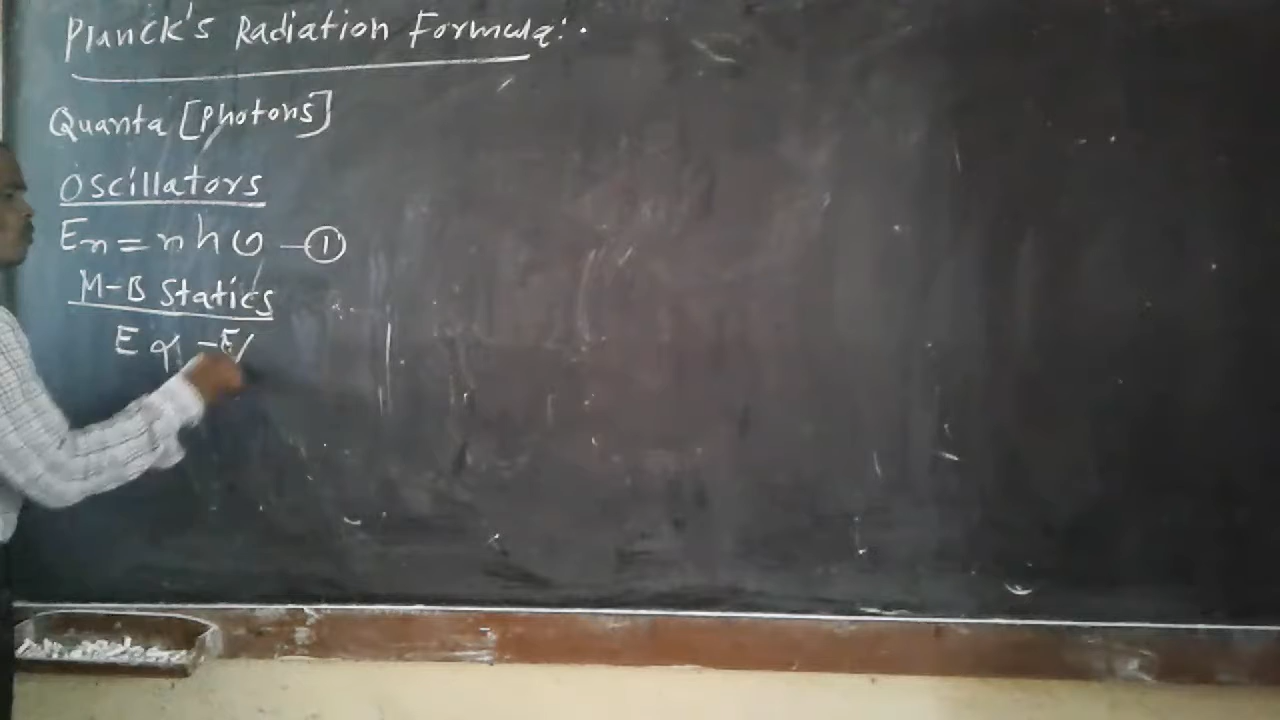 Planck's Radiation Formula:.
Quanta [Photons]
Oscillators
En = nhυ —①
M-B Statics
E α -E/